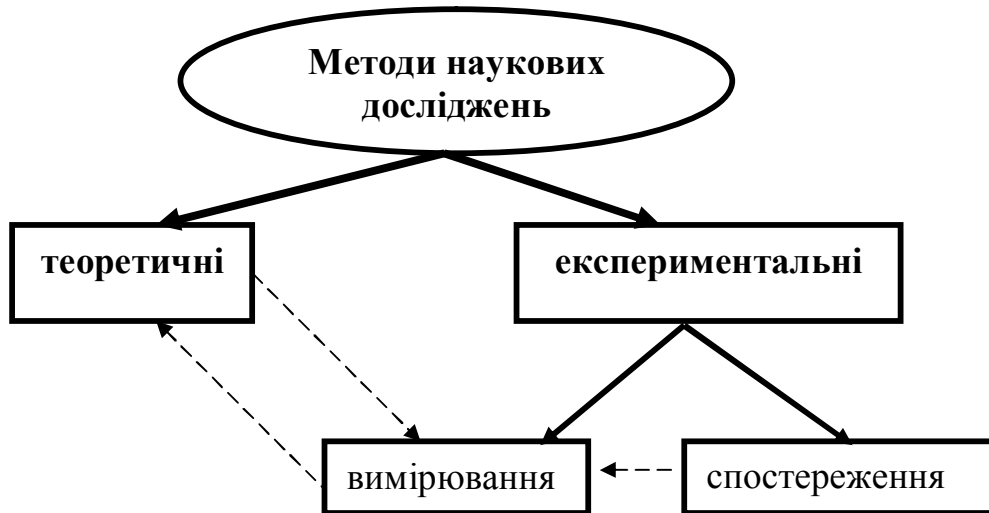 Методи наукових
досліджень
теоретичні
експериментальні
вимірювання
спостереження